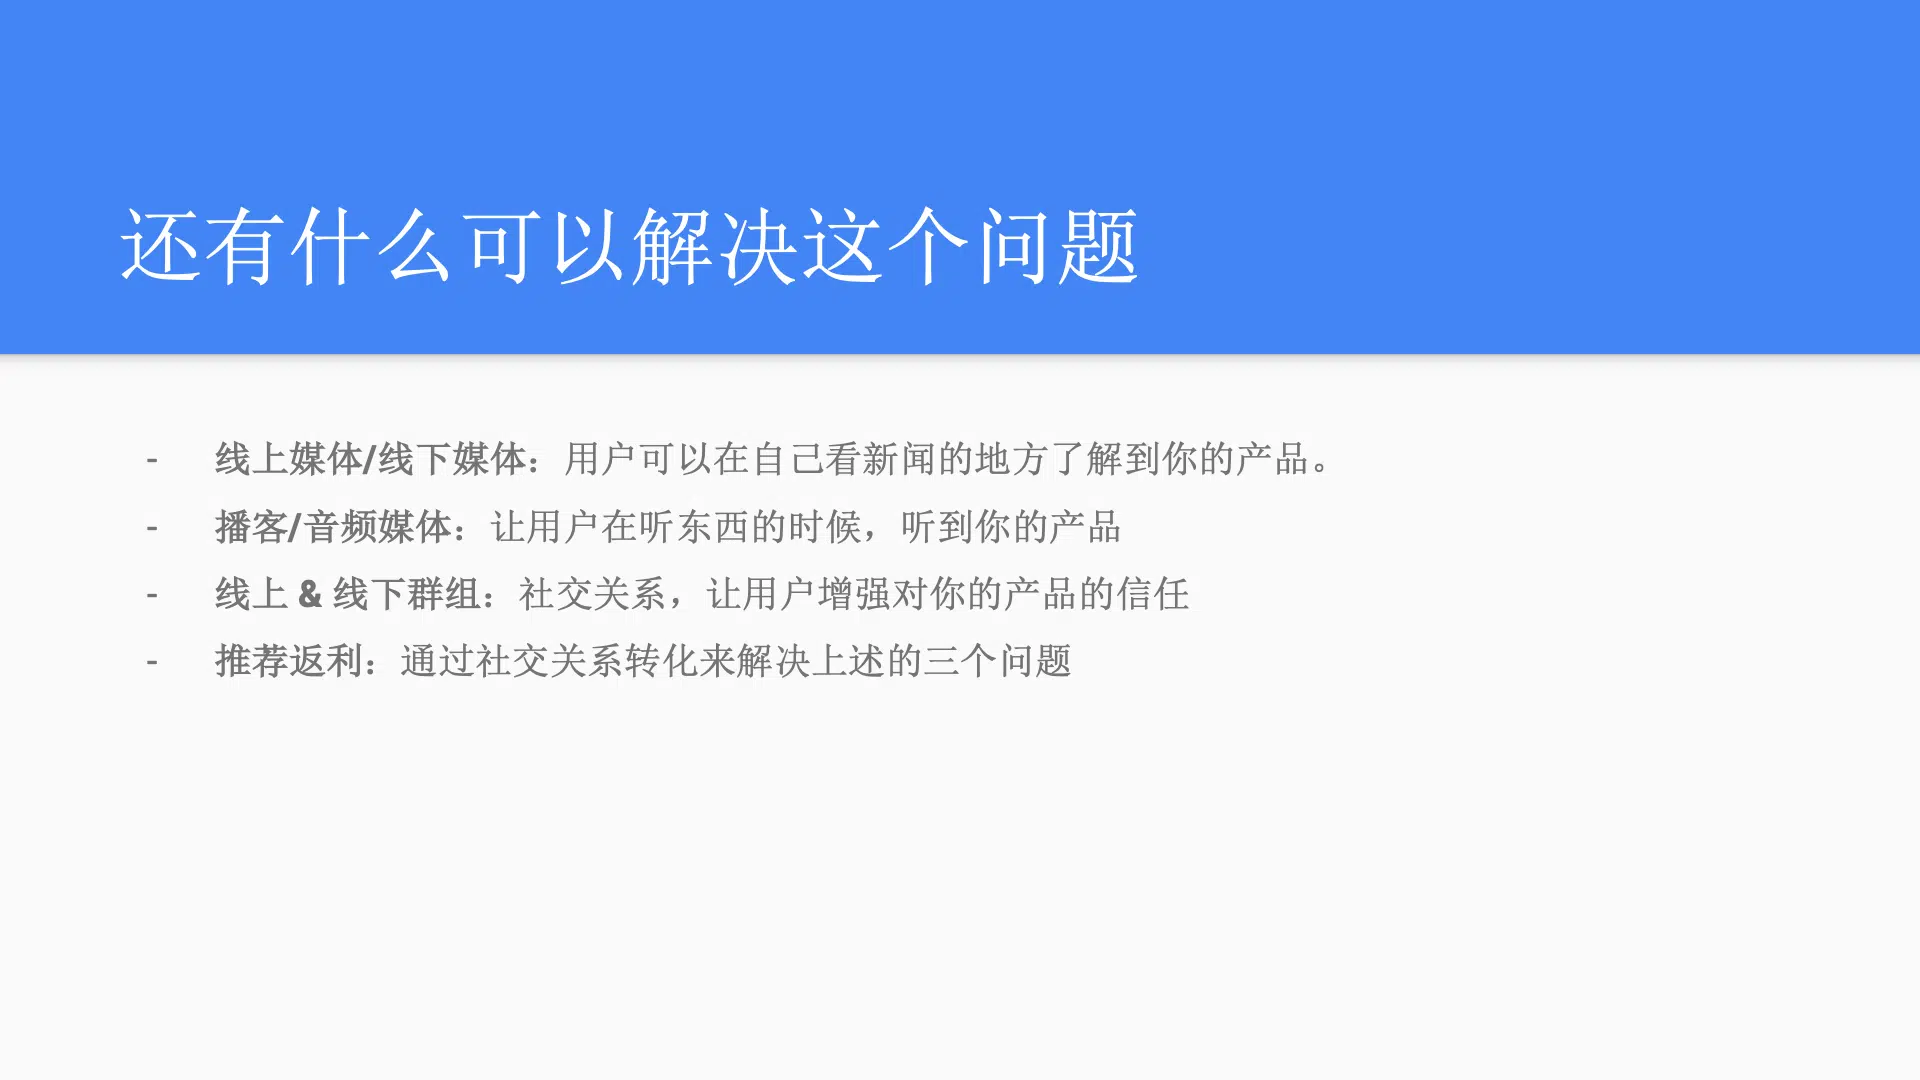 还有什么可以解决这个问题
- 线上媒体/线下媒体：用户可以在自己看新闻的地方了解到你的产品。
- 播客/音频媒体：让用户在听东西的时候，听到你的产品
- 线上 & 线下群组：社交关系，让用户增强对你的产品的信任
- 推荐返利：通过社交关系转化来解决上述的三个问题